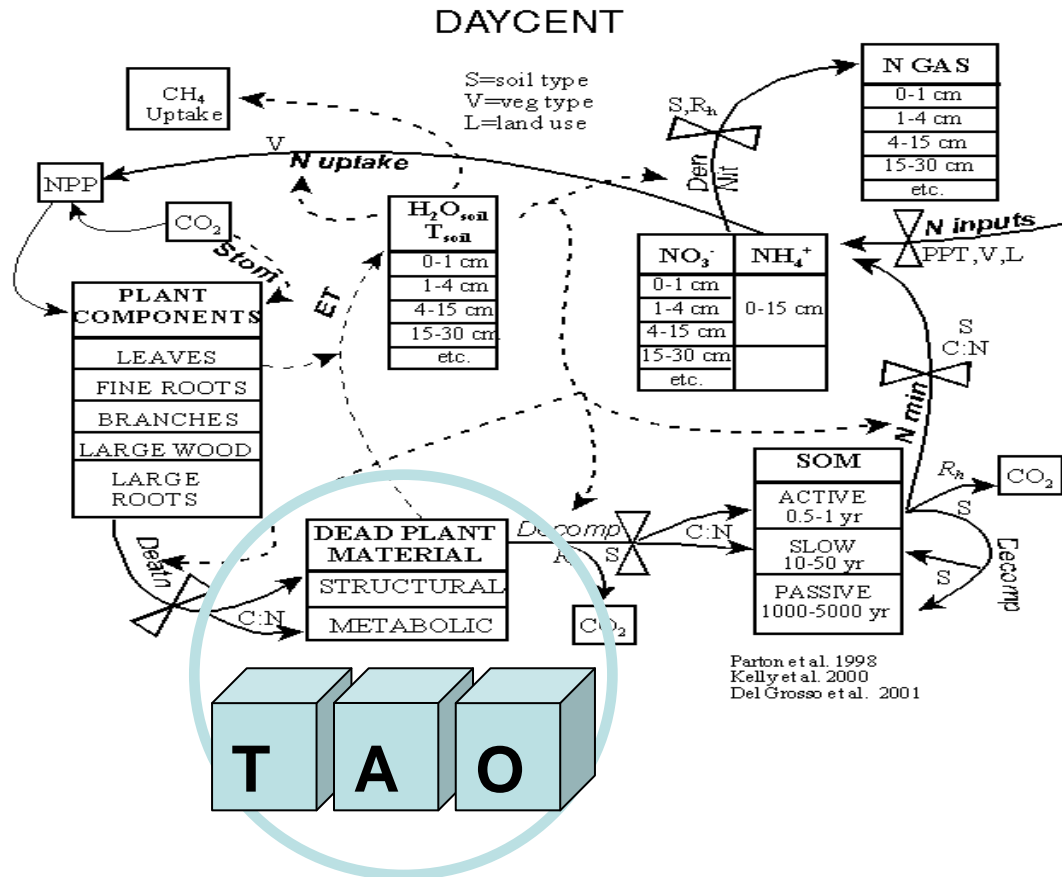 DAYCENT
CH₄
Uptake
S=soil type
V=veg type
L=land use
S,Rₕ
N GAS
0-1 cm
1-4 cm
4-15 cm
15-30 cm
etc.
V
N uptake
Den
Nit
NPP
CO₂
Stom
H₂O soil
T soil
0-1 cm
1-4 cm
4-15 cm
15-30 cm
etc.
ET
NO₃⁻
NH₄⁺
0-1 cm
1-4 cm
4-15 cm
15-30 cm
etc.
0-15 cm
N inputs
PPT,V,L
S
C:N
N min
PLANT
COMPONENTS
LEAVES
FINE ROOTS
BRANCHES
LARGE WOOD
LARGE
ROOTS
Death
C:N
DEAD PLANT
MATERIAL
STRUCTURAL
METABOLIC
Decomp
S
CO₂
C:N
SOM
ACTIVE
0.5-1 yr
SLOW
10-50 yr
PASSIVE
1000-5000 yr
Rₕ
CO₂
S
S
Decomp
Parton et al. 1998
Kelly et al. 2000
Del Grosso et al. 2001
T A O